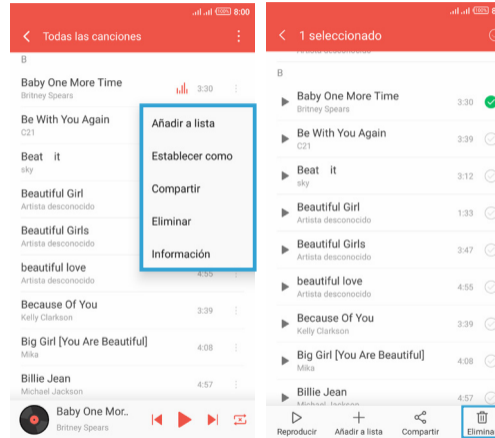 100% 8:00
Todas las canciones
B
Baby One More Time
3:30
Britney Spears
Be With You Again
C21
Beat it
sky
Beautiful Girl
Artista desconocido
Beautiful Girls
Artista desconocido
beautiful love
4:55
Artista desconocido
Because Of You
3:39
Kelly Clarkson
Big Girl [You Are Beautiful]
4:08
Mika
Billie Jean
4:57
Michael Jackson
Añadir a lista
Establecer como
Compartir
Eliminar
Información
Baby One Mor..
Britney Spears
100% 8
1 seleccionado
Artista desconocido
B
Baby One More Time
3:30
Britney Spears
Be With You Again
3:39
C21
Beat it
3:12
sky
Beautiful Girl
1:33
Artista desconocido
Beautiful Girls
3:47
Artista desconocido
beautiful love
4:55
Artista desconocido
Because Of You
3:39
Kelly Clarkson
Big Girl [You Are Beautiful]
4:08
Mika
Billie Jean
4:57
Michael Jackson
Reproducir
Añadir a lista
Compartir
Elimina